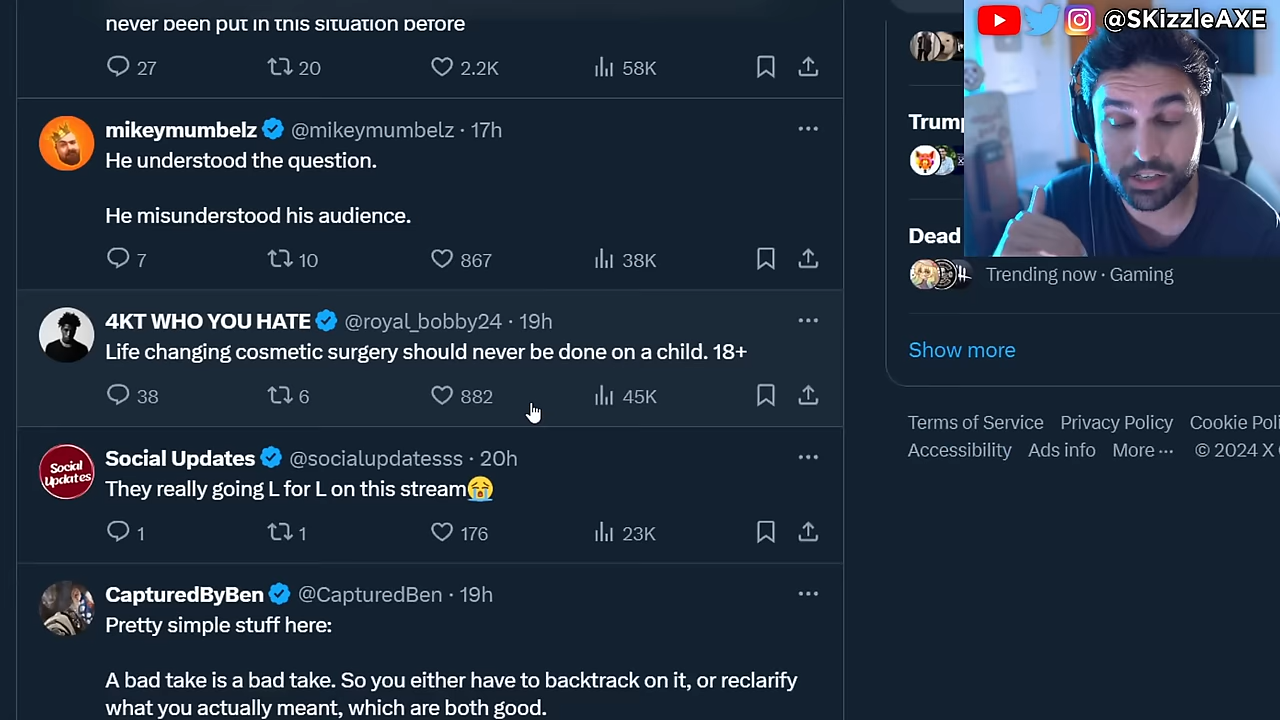 @SKizzleAXE
never been put in this situation before
27 20 2.2K 58K
mikeymumbelz @mikeymumbelz · 17h
He understood the question.
He misunderstood his audience.
7 10 867 38K
4KT WHO YOU HATE @royal_bobby24 · 19h
Life changing cosmetic surgery should never be done on a child. 18+
38 6 882 45K
Social Updates
Social Updates @socialupdatesss · 20h
They really going L for L on this stream😭
1 1 176 23K
CapturedByBen @CapturedBen · 19h
Pretty simple stuff here:
A bad take is a bad take. So you either have to backtrack on it, or reclarify
what you actually meant, which are both good.
Trump
Dead
Trending now · Gaming
Show more
Terms of Service Privacy Policy Cookie Poli
Accessibility Ads info More ··· © 2024 X